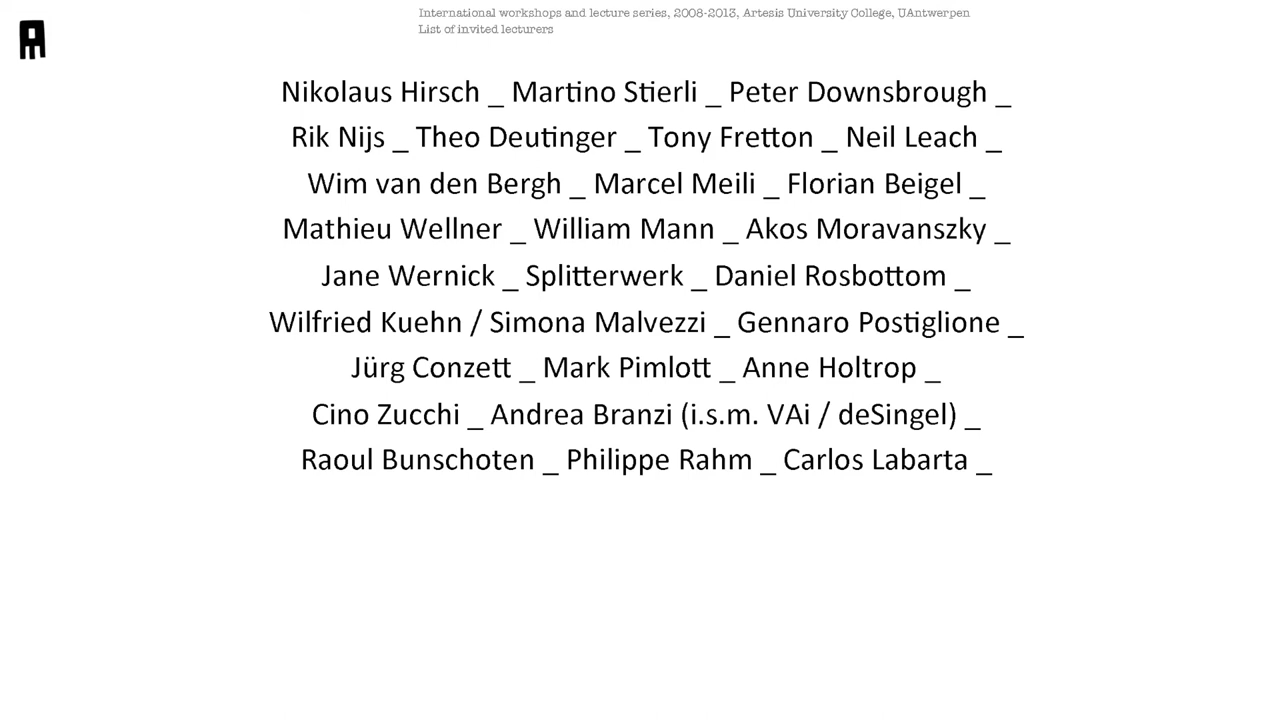 International workshops and lecture series, 2008-2013, Artesis University College, UAntwerpen
List of invited lecturers
Nikolaus Hirsch _ Martino Stierli _ Peter Downsbrough _
Rik Nijs _ Theo Deutinger _ Tony Fretton _ Neil Leach _
Wim van den Bergh _ Marcel Meili _ Florian Beigel _
Mathieu Wellner _ William Mann _ Akos Moravanszky _
Jane Wernick _ Splitterwerk _ Daniel Rosbottom _
Wilfried Kuehn / Simona Malvezzi _ Gennaro Postiglione _
Jürg Conzett _ Mark Pimlott _ Anne Holtrop _
Cino Zucchi _ Andrea Branzi (i.s.m. VAi / deSingel) _
Raoul Bunschoten _ Philippe Rahm _ Carlos Labarta _